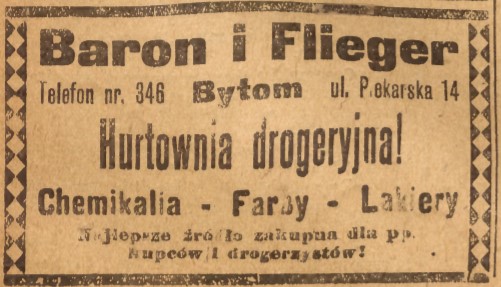 Baron i Flieger
Telefon nr. 346 Bytom ul. Piekarska 14
Hurtownia drogeryjna!
Chemikalia - Farby - Lakiery
Najlepsze źródło zakupna dla pp.
Kupców i drogerzystów!